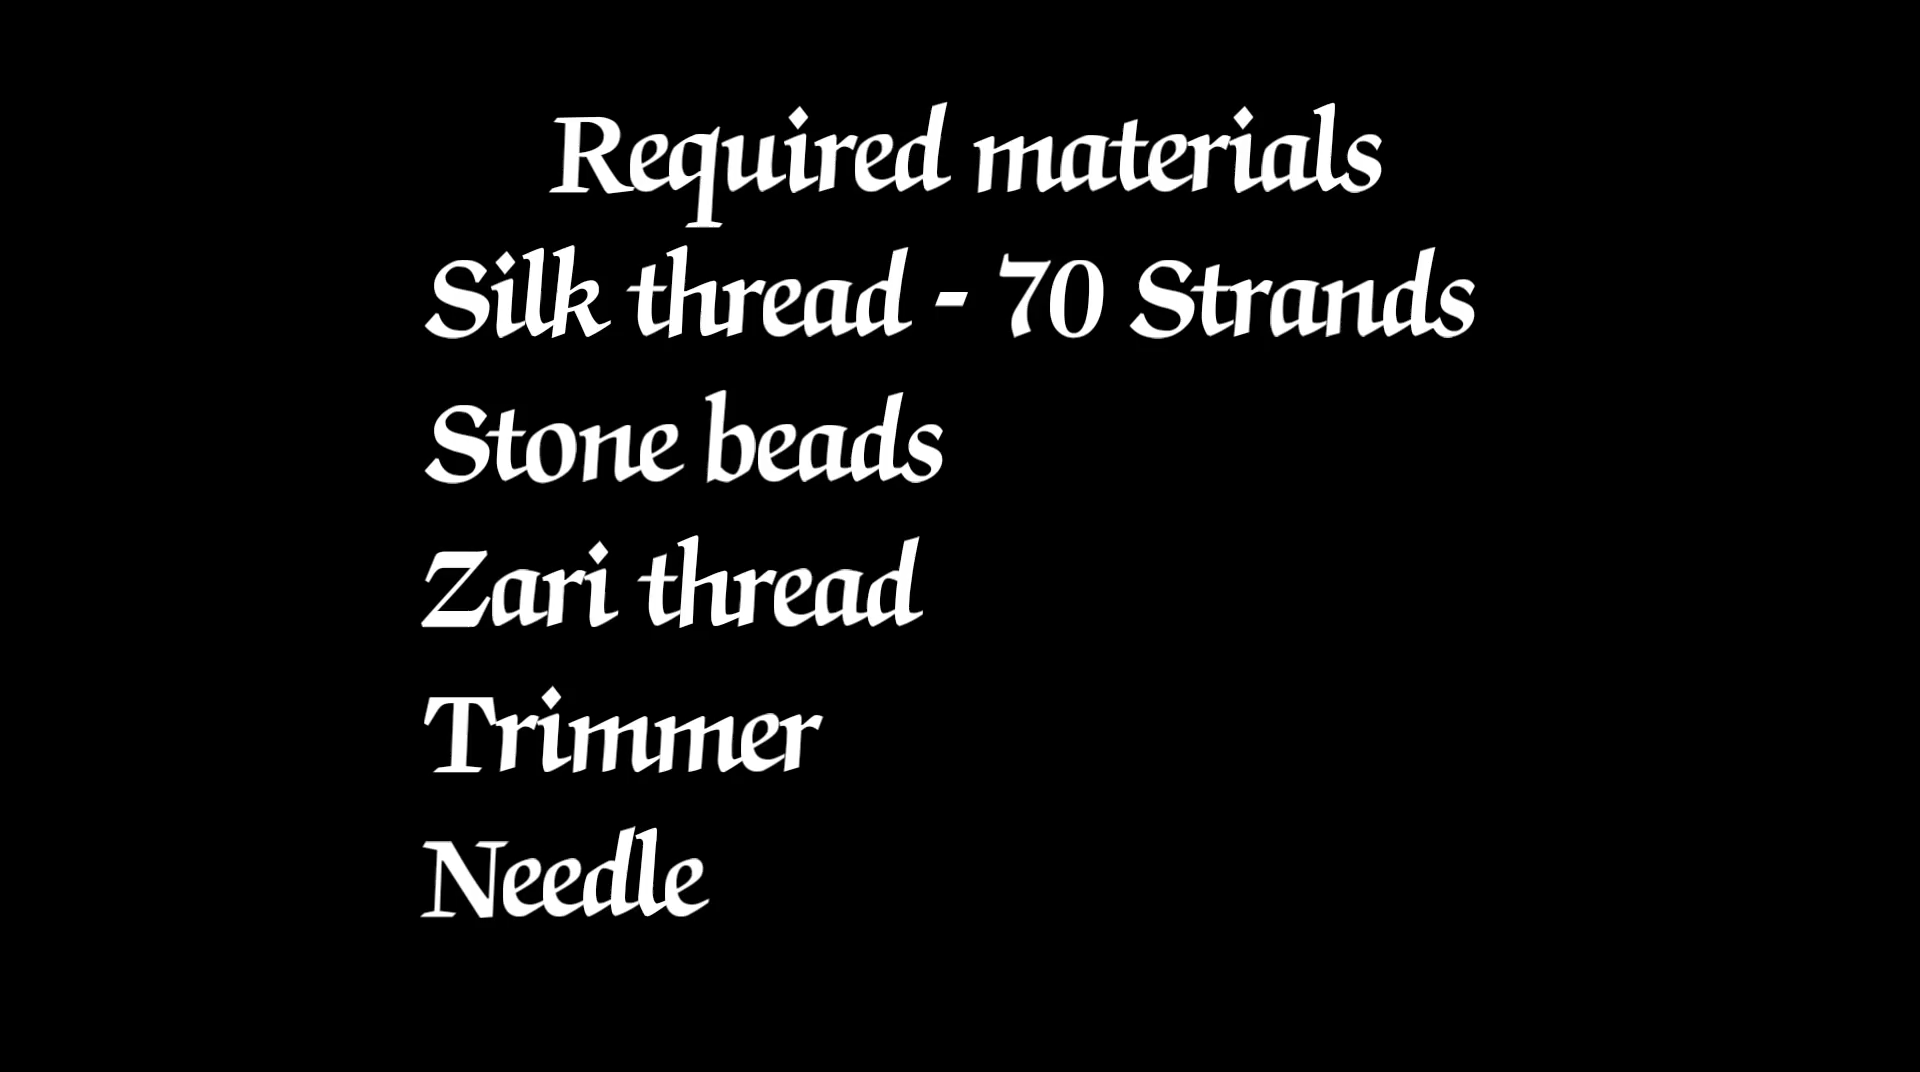 Required materials
Silk thread - 70 Strands
Stone beads
Zari thread
Trimmer
Needle